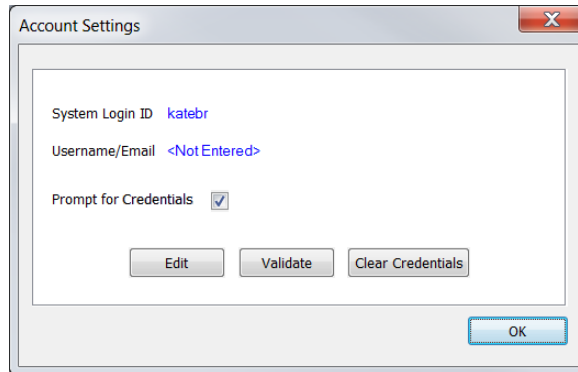 Account Settings
System Login ID katebr
Username/Email <Not Entered>
Prompt for Credentials
Edit Validate Clear Credentials
OK